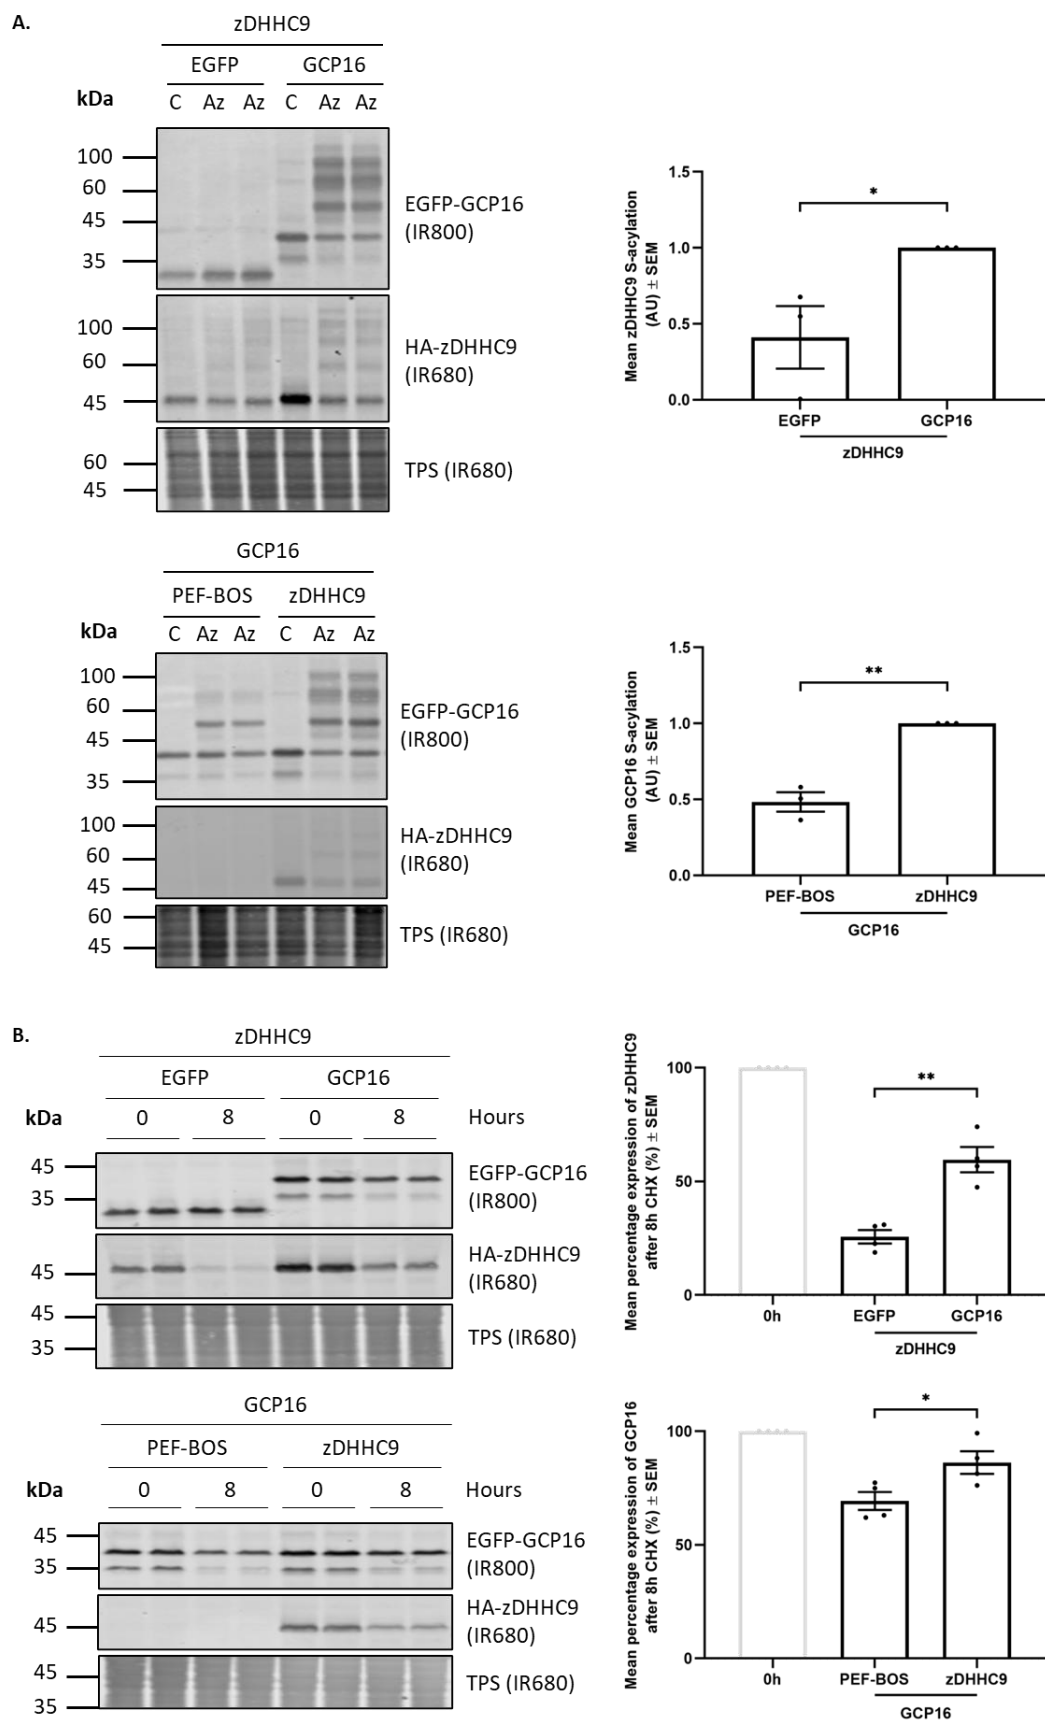 A.
zDHHC9
EGFP GCP16
kDa C Az Az C Az Az
100
60
45
35
EGFP-GCP16
(IR800)
100
60
45
HA-zDHHC9
(IR680)
60
45
TPS (IR680)
Mean zDHHC9 S-acylation
(AU) ± SEM
1.5
1.0
0.5
0.0
*
EGFP GCP16
zDHHC9
GCP16
PEF-BOS zDHHC9
kDa C Az Az C Az Az
100
60
45
35
EGFP-GCP16
(IR800)
100
60
45
HA-zDHHC9
(IR680)
60
45
TPS (IR680)
Mean GCP16 S-acylation
(AU) ± SEM
1.5
1.0
0.5
0.0
**
PEF-BOS zDHHC9
GCP16
B.
zDHHC9
EGFP GCP16
kDa 0 8 0 8 Hours
45
35
EGFP-GCP16
(IR800)
45
HA-zDHHC9
(IR680)
45
35
TPS (IR680)
Mean percentage expression of zDHHC9
after 8h CHX (%) ± SEM
100
50
0
**
0h EGFP GCP16
zDHHC9
GCP16
PEF-BOS zDHHC9
kDa 0 8 0 8 Hours
45
35
EGFP-GCP16
(IR800)
45
HA-zDHHC9
(IR680)
45
35
TPS (IR680)
Mean percentage expression of GCP16
after 8h CHX (%) ± SEM
100
50
0
*
0h PEF-BOS zDHHC9
GCP16